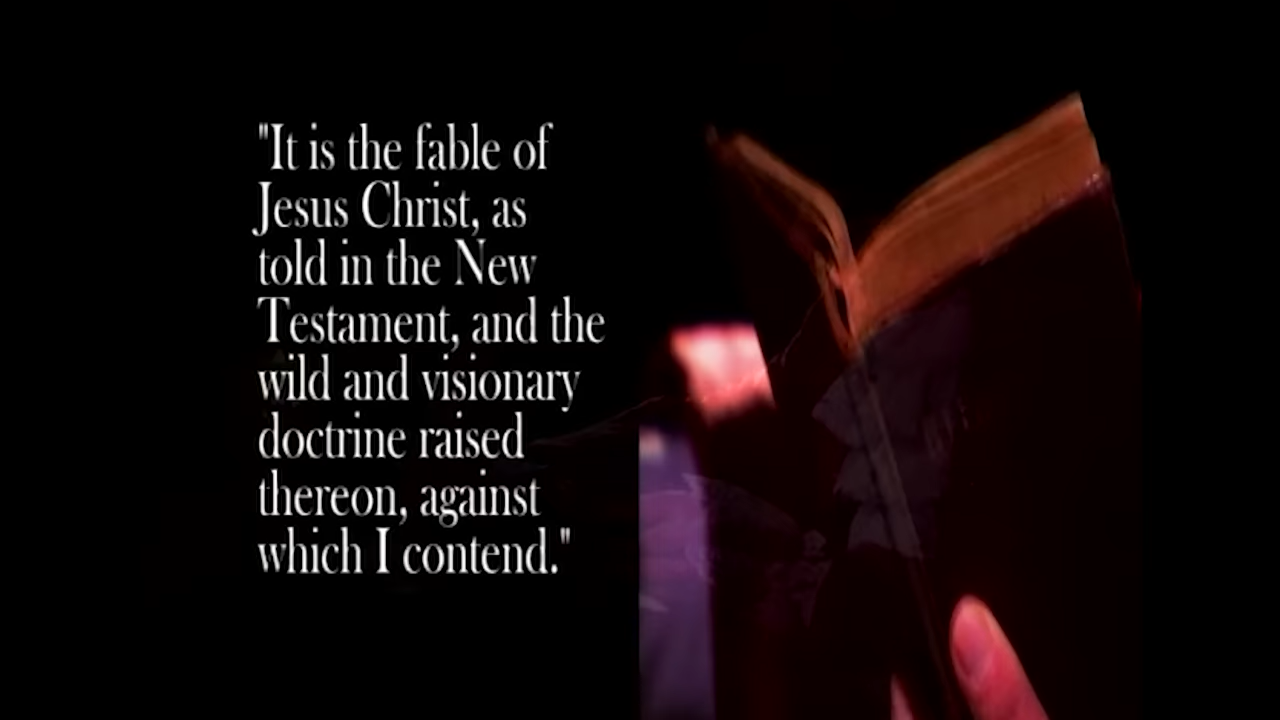 "It is the fable of
Jesus Christ, as
told in the New
Testament, and the
wild and visionary
doctrine raised
thereon, against
which I contend."